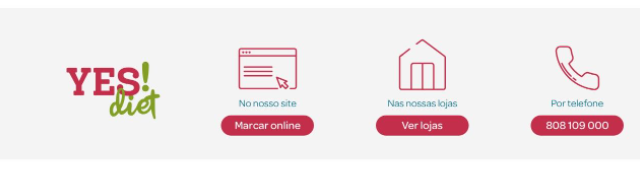 YES!
diet
No nosso site
Marcar online
Nas nossas lojas
Ver lojas
Por telefone
808 109 000